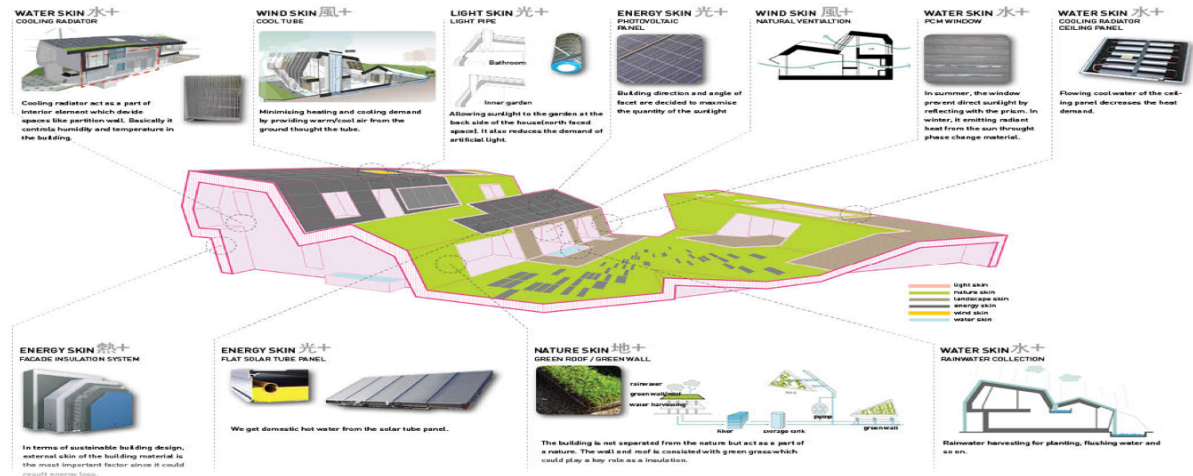 WATER SKIN 水+
COOLING RADIATOR
Cooling radiator act as a part of
interior element which devide
spaces like partition wall. Basically it
controls humidity and temperature in
the building.
WIND SKIN 風+
COOL TUBE
Minimising heating and cooling demand
by providing warm/cool air from the
ground thought the tube.
LIGHT SKIN 光+
LIGHT PIPE
Bathroom
Inner garden
Allowing sunlight to the garden at the
back side of the house(north faced
space). It also reduces the demand of
artificial light.
ENERGY SKIN 光+
PHOTOVOLTAIC
PANEL
Building direction and angle of
facet are decided to maxmise
the quantity of the sunlight
WIND SKIN 風+
NATURAL VENTIALTION
WATER SKIN 水+
PCM WINDOW
In summer, the window
prevent direct sunlight by
reflecting with the prism. In
winter, it emitting radiant
heat from the sun throught
phase change material.
WATER SKIN 水+
COOLING RADIATOR
CEILING PANEL
Flowing cool water of the ceil-
ing panel decreases the heat
demand.
light skin
nature skin
landscape skin
energy skin
wind skin
water skin
ENERGY SKIN 熱+
FACADE INSULATION SYSTEM
In terms of sustainable building design,
external skin of the building material is
the most important factor since it could
result energy loss.
ENERGY SKIN 光+
FLAT SOLAR TUBE PANEL
We get domestic hot water from the solar tube panel.
NATURE SKIN 地+
GREEN ROOF / GREEN WALL
rainwater
green wall/roof
water harvesting
filter
storage tank
pump
green wall
The building is not separated from the nature but act as a part of
a nature. The wall and roof is consisted with green grass which
could play a key role as a insulation.
WATER SKIN 水+
RAINWATER COLLECTION
Rainwater harvesting for planting, flushing water and
so on.